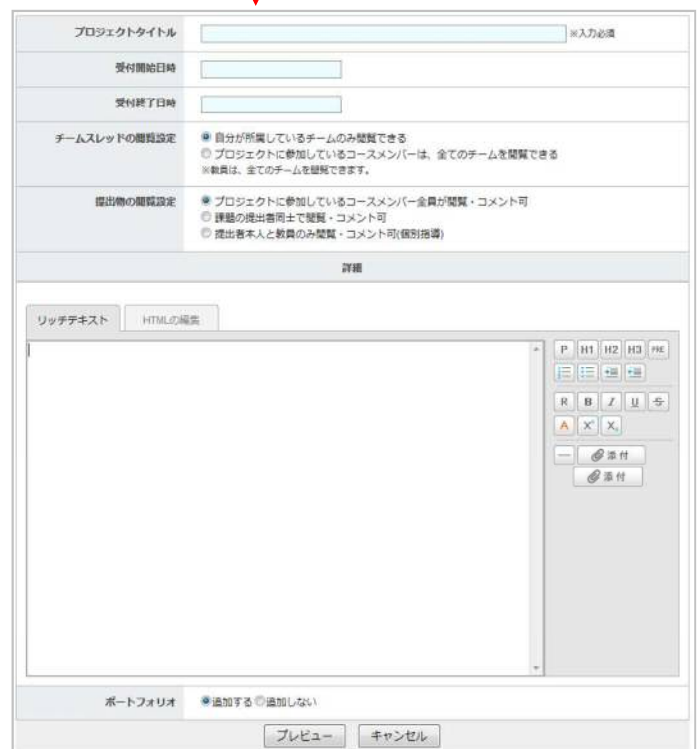 プロジェクトタイトル ※入力必須
受付開始日時
受付終了日時
チームスレッドの閲覧設定 自分が所属しているチームのみ閲覧できる
プロジェクトに参加しているコースメンバーは、全てのチームを閲覧できる
※教員は、全てのチームを閲覧できます。
提出物の閲覧設定 プロジェクトに参加しているコースメンバー全員が閲覧・コメント可
課題の提出者同士で閲覧・コメント可
提出者本人と教員のみ閲覧・コメント可(個別指導)
詳細
リッチテキスト HTMLの編集
P H1 H2 H3 PRE
R B I U S
A X^ X,
添付
添付
ポートフォリオ 追加する 追加しない
プレビュー キャンセル